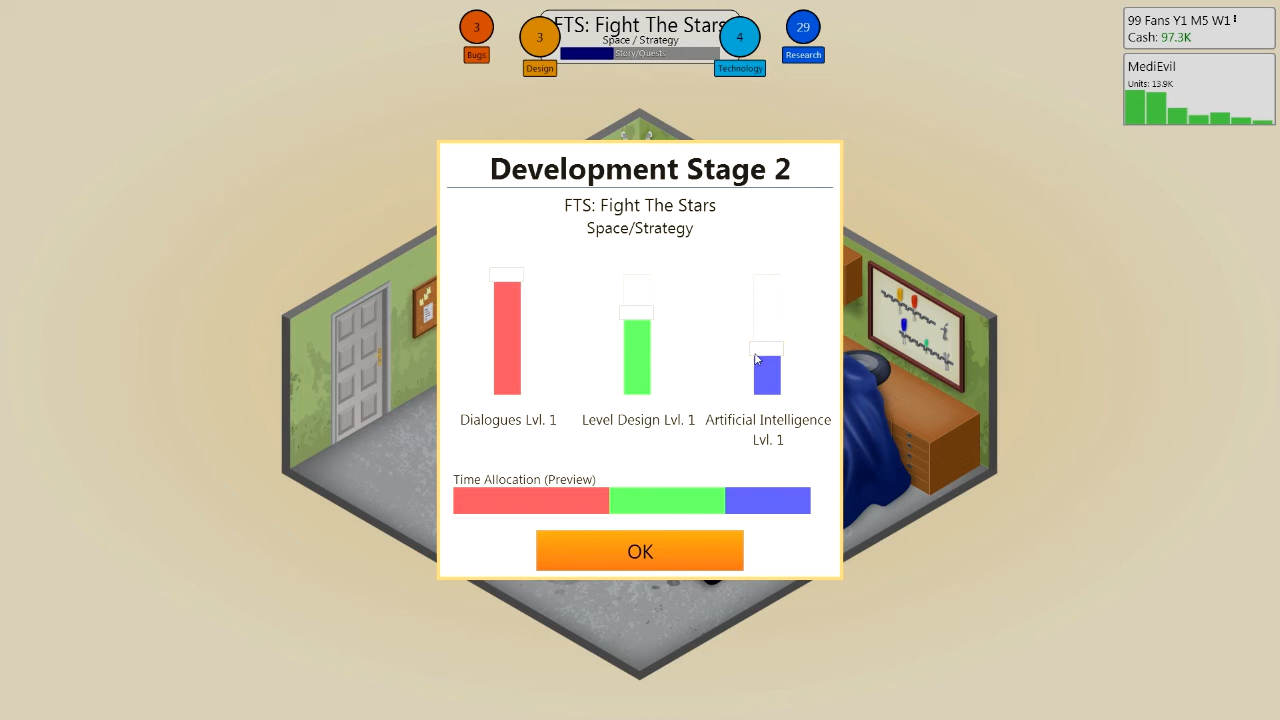 3
Bugs
3
Design
FTS: Fight The Stars
Space / Strategy
Story/Quests
4
Technology
29
Research
99 Fans Y1 M5 W1
Cash: 97.3K
MediEvil
Units: 13.9K
Development Stage 2
FTS: Fight The Stars
Space/Strategy
Dialogues Lvl. 1
Level Design Lvl. 1
Artificial Intelligence
Lvl. 1
Time Allocation (Preview)
OK